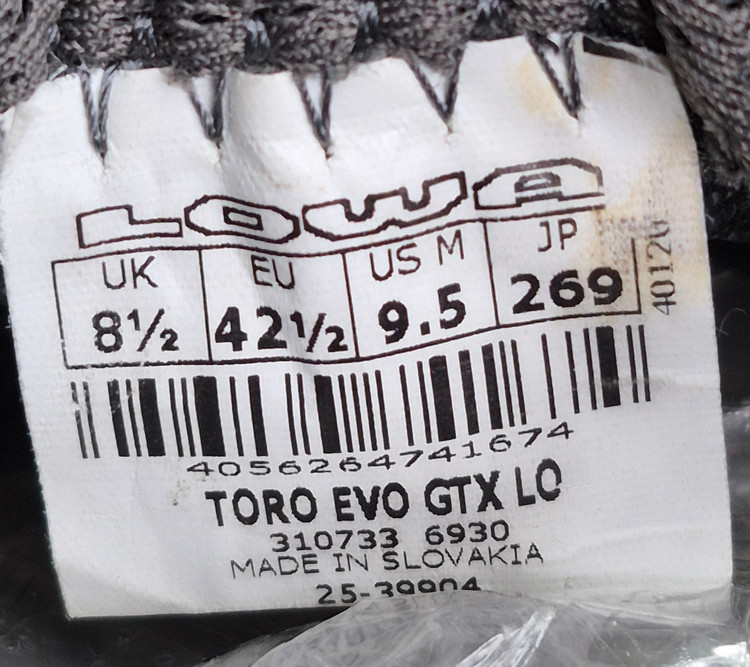 LOWA
UK EU US M JP
8½ 42½ 9.5 269
40120
4056264741674
TORO EVO GTX LO
310733 6930
MADE IN SLOVAKIA
25-39904